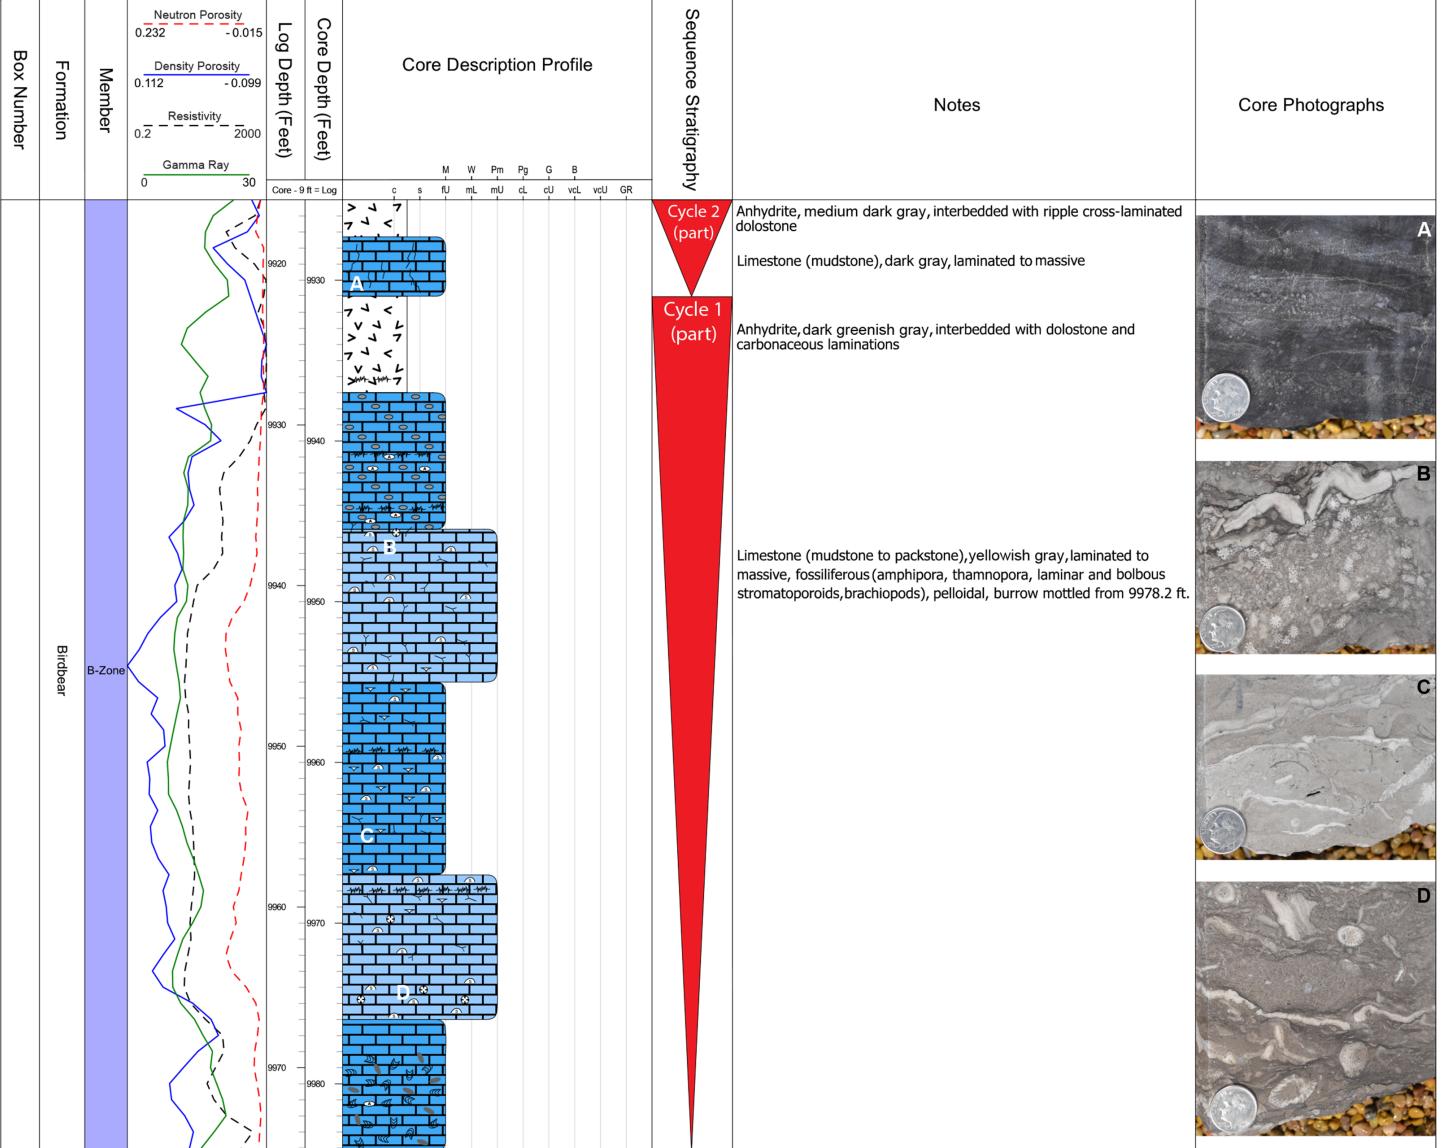 Box Number
Formation
Member
Neutron Porosity
0.232 -0.015
Density Porosity
0.112 -0.099
Resistivity
0.2 2000
Gamma Ray
0 30
Log Depth (Feet)
Core Depth (Feet)
Core - 9 ft = Log
Core Description Profile
M W Pm Pg G B
c s fU mL mU cL cU vcL vcU GR
Sequence Stratigraphy
Notes
Core Photographs
Birdbear
B-Zone
9920
9930
9940
9950
9960
9970
9930
9940
9950
9960
9970
9980
A
B
C
D
Cycle 2
(part)
Cycle 1
(part)
Anhydrite, medium dark gray, interbedded with ripple cross-laminated
dolostone
Limestone (mudstone), dark gray, laminated to massive
Anhydrite, dark greenish gray, interbedded with dolostone and
carbonaceous laminations
Limestone (mudstone to packstone), yellowish gray, laminated to
massive, fossiliferous (amphipora, thamnopora, laminar and bolbous
stromatoporoids, brachiopods), pelloidal, burrow mottled from 9978.2 ft.
A
B
C
D